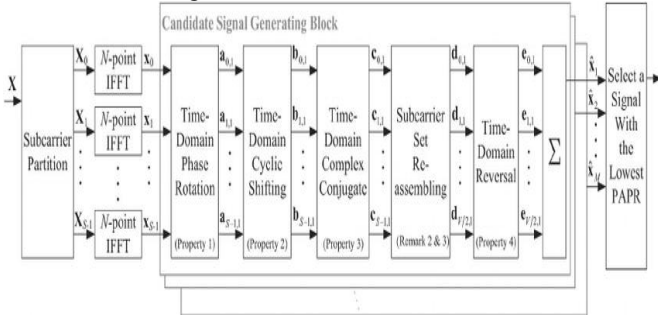 Candidate Signal Generating Block
X
Subcarrier
Partition
X0
X1
XS-1
N-point
IFFT
N-point
IFFT
N-point
IFFT
x0
x1
xS-1
Time-
Domain
Phase
Rotation
(Property 1)
a0,1
a1,1
aS-1,1
Time-
Domain
Cyclic
Shifting
(Property 2)
b0,1
b1,1
bS-1,1
Time-
Domain
Complex
Conjugate
(Property 3)
c0,1
c1,1
cS-1,1
Subcarrier
Set
Re-
assembling
(Remark 2 & 3)
d0,1
d1,1
dV/2,1
Time-
Domain
Reversal
(Property 4)
e0,1
e1,1
eV/2,1
Σ
x̂1
x̂2
x̂M
Select a
Signal
With
the
Lowest
PAPR